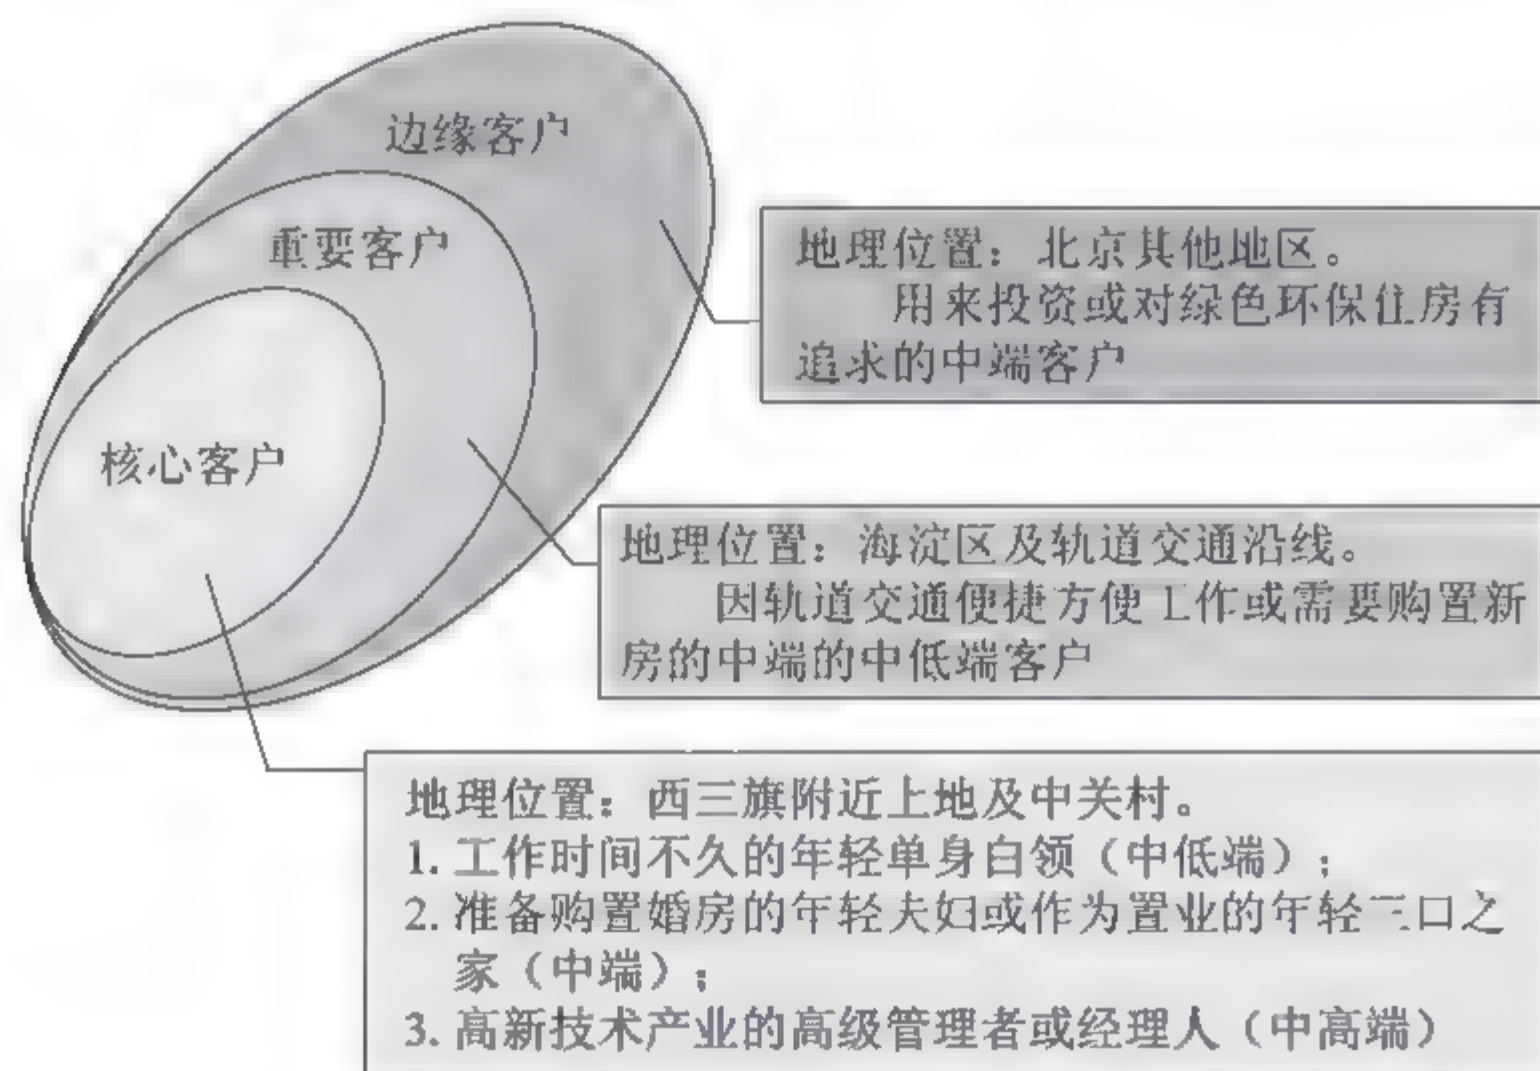 边缘客户
重要客户
核心客户
地理位置：北京其他地区。
用来投资或对绿色环保住房有
追求的中端客户
地理位置：海淀区及轨道交通沿线。
因轨道交通便捷方便工作或需要购置新
房的中端的中低端客户
地理位置：西三旗附近上地及中关村。
1. 工作时间不久的年轻单身白领（中低端）；
2. 准备购置婚房的年轻夫妇或作为置业的年轻三口之
家（中端）；
3. 高新技术产业的高级管理者或经理人（中高端）